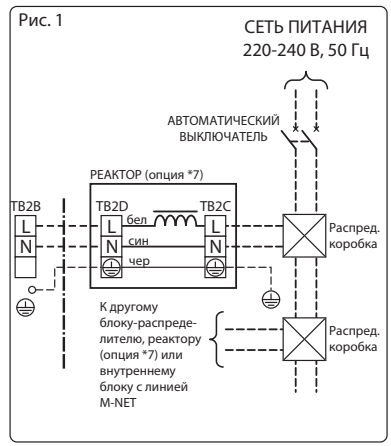 Рис. 1
СЕТЬ ПИТАНИЯ
220-240 В, 50 Гц
АВТОМАТИЧЕСКИЙ
ВЫКЛЮЧАТЕЛЬ
РЕАКТОР (опция *7)
TB2B
TB2D
TB2C
L
L
бел
L
N
N
син
N
чер
Распред.
коробка
К другому
блоку-распреде-
лителю, реактору
(опция *7) или
внутреннему
блоку с линией
M-NET
Распред.
коробка